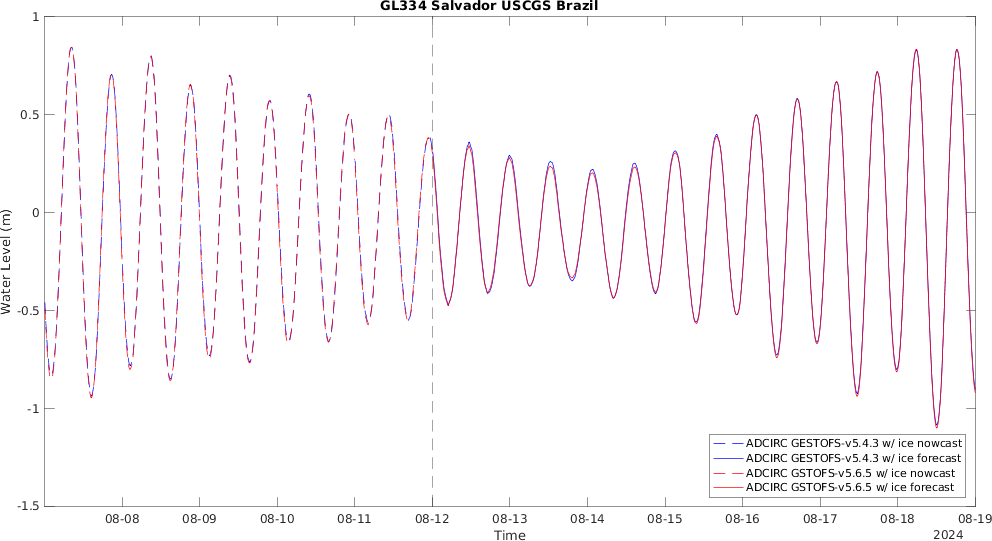 GL334 Salvador USCGS Brazil
Water Level (m)
1
0.5
0
-0.5
-1
-1.5
ADCIRC GESTOFS-v5.4.3 w/ ice nowcast
ADCIRC GESTOFS-v5.4.3 w/ ice forecast
ADCIRC GSTOFS-v5.6.5 w/ ice nowcast
ADCIRC GSTOFS-v5.6.5 w/ ice forecast
08-08 08-09 08-10 08-11 08-12 08-13 08-14 08-15 08-16 08-17 08-18 08-19
Time
2024